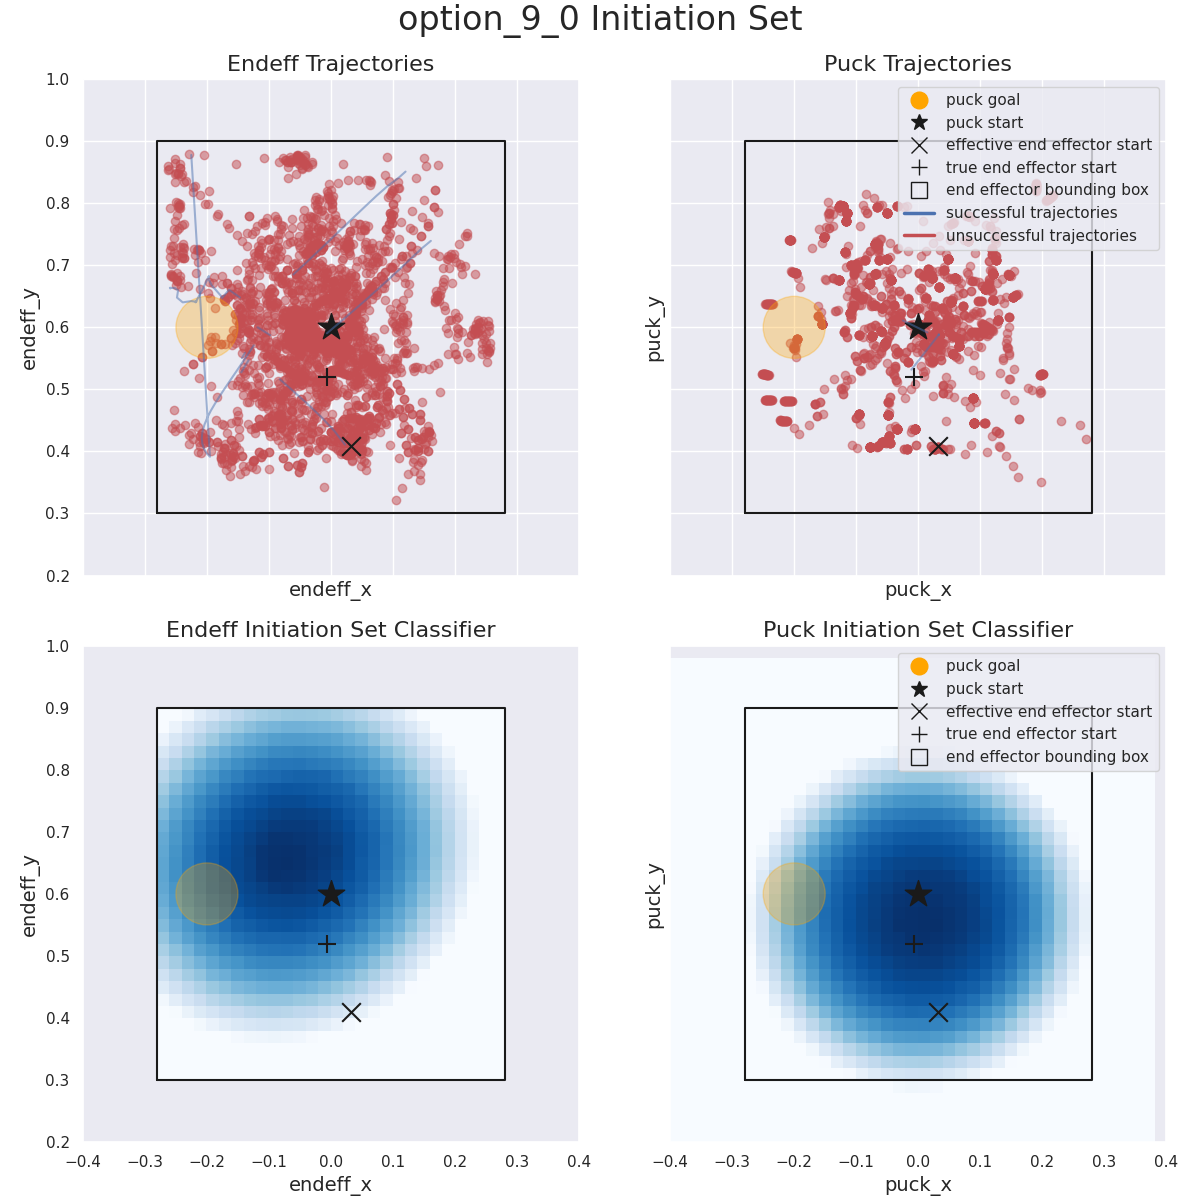 option_9_0 Initiation Set
Endeff Trajectories
Puck Trajectories
1.0
0.9
0.8
0.7
0.6
0.5
0.4
0.3
0.2
endeff_y
endeff_x
puck_y
puck_x
puck goal
puck start
effective end effector start
true end effector start
end effector bounding box
successful trajectories
unsuccessful trajectories
Endeff Initiation Set Classifier
Puck Initiation Set Classifier
1.0
0.9
0.8
0.7
0.6
0.5
0.4
0.3
0.2
endeff_y
−0.4 −0.3 −0.2 −0.1 0.0 0.1 0.2 0.3 0.4
endeff_x
puck_y
puck goal
puck start
effective end effector start
true end effector start
end effector bounding box
−0.4 −0.3 −0.2 −0.1 0.0 0.1 0.2 0.3 0.4
puck_x